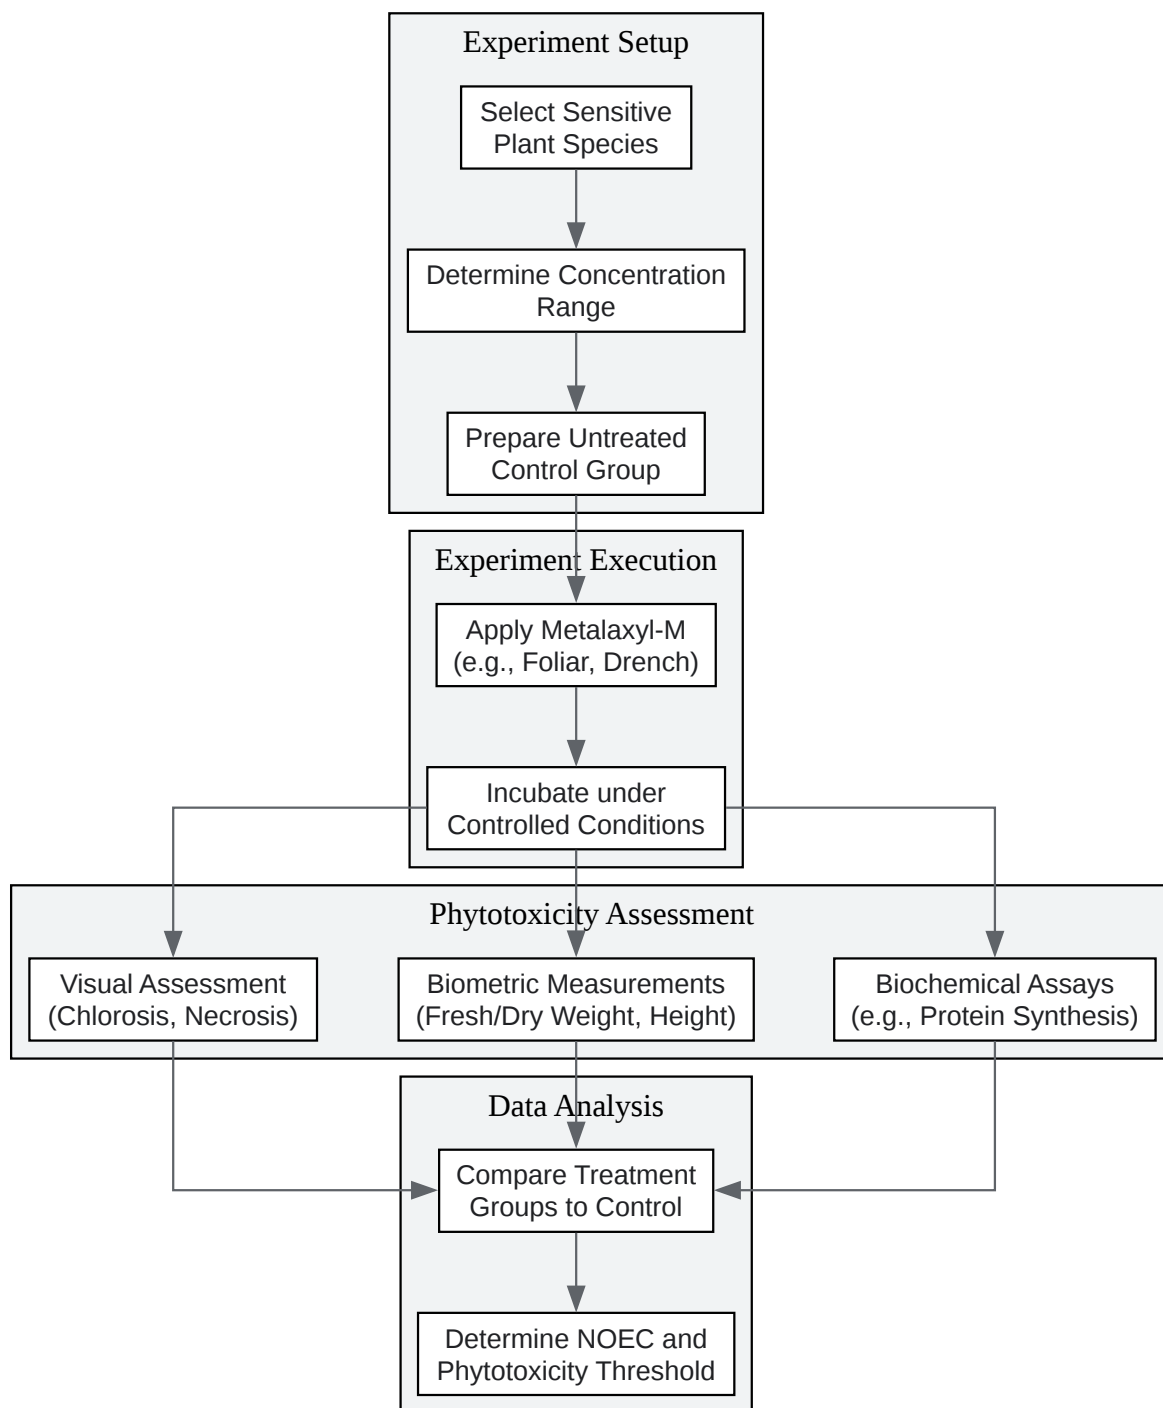 Experiment Setup
Select Sensitive
Plant Species
Determine Concentration
Range
Prepare Untreated
Control Group
Experiment Execution
Apply Metalaxyl-M
(e.g., Foliar, Drench)
Incubate under
Controlled Conditions
Phytotoxicity Assessment
Visual Assessment
(Chlorosis, Necrosis)
Biometric Measurements
(Fresh/Dry Weight, Height)
Biochemical Assays
(e.g., Protein Synthesis)
Data Analysis
Compare Treatment
Groups to Control
Determine NOEC and
Phytotoxicity Threshold